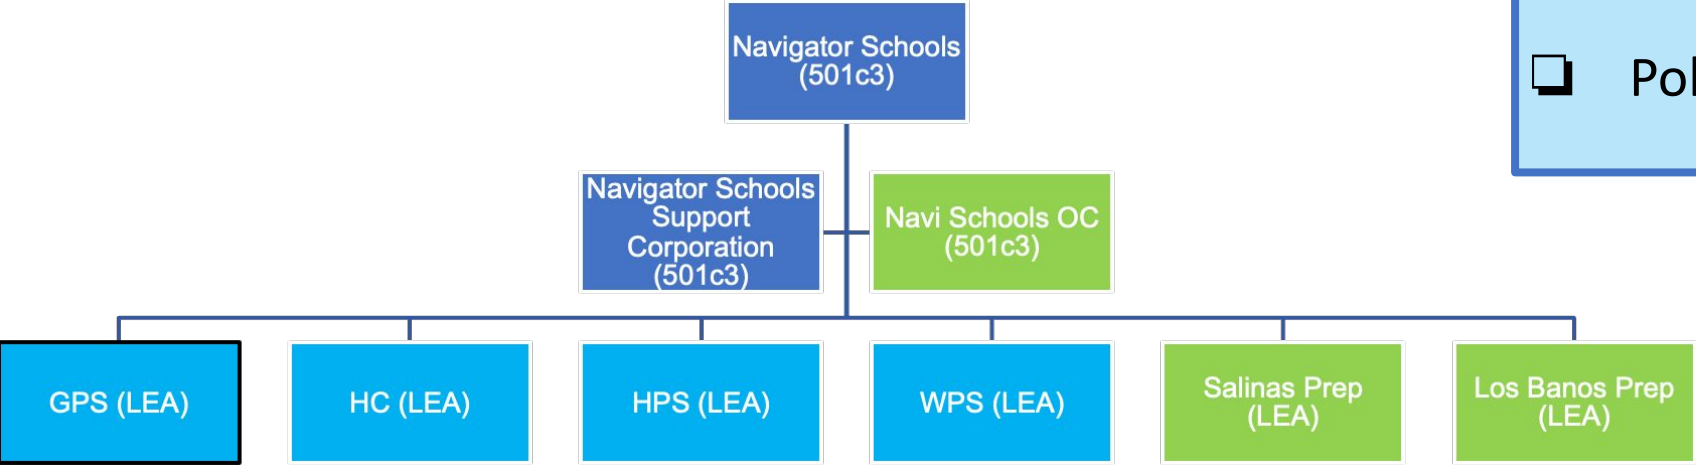 Navigator Schools
(501c3)
❏ Pol
Navigator Schools
Support
Corporation
(501c3)
Navi Schools OC
(501c3)
GPS (LEA)
HC (LEA)
HPS (LEA)
WPS (LEA)
Salinas Prep
(LEA)
Los Banos Prep
(LEA)